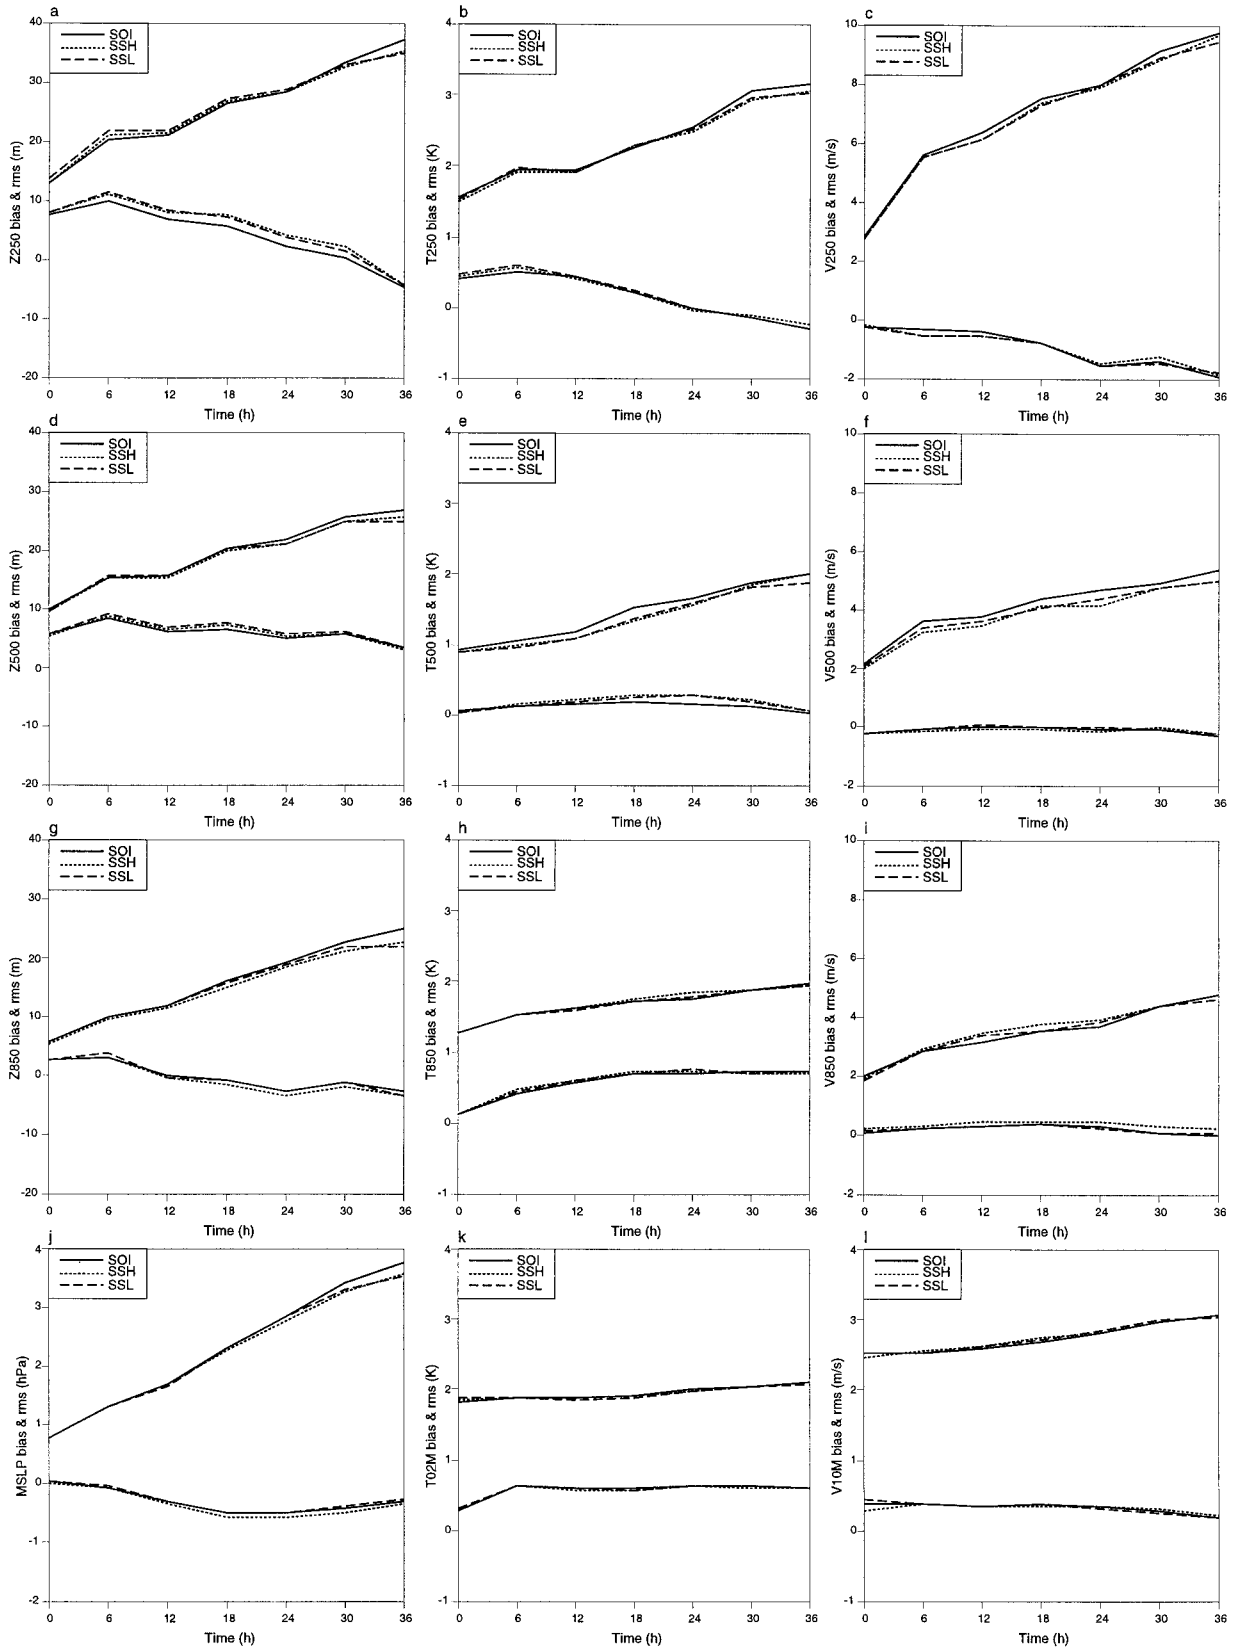 a
SOI
SSH
SSL
40
30
20
10
0
-10
-20
Z250 bias & rms (m)
0 6 12 18 24 30 36
Time (h)
b
SOI
SSH
SSL
4
3
2
1
0
-1
T250 bias & rms (K)
0 6 12 18 24 30 36
Time (h)
c
SOI
SSH
SSL
10
8
6
4
2
0
-2
V250 bias & rms (m/s)
0 6 12 18 24 30 36
Time (h)
d
SOI
SSH
SSL
40
30
20
10
0
-10
-20
Z500 bias & rms (m)
0 6 12 18 24 30 36
Time (h)
e
SOI
SSH
SSL
4
3
2
1
0
-1
T500 bias & rms (K)
0 6 12 18 24 30 36
Time (h)
f
SOI
SSH
SSL
10
8
6
4
2
0
-2
V500 bias & rms (m/s)
0 6 12 18 24 30 36
Time (h)
g
SOI
SSH
SSL
40
30
20
10
0
-10
-20
Z850 bias & rms (m)
0 6 12 18 24 30 36
Time (h)
h
SOI
SSH
SSL
4
3
2
1
0
-1
T850 bias & rms (K)
0 6 12 18 24 30 36
Time (h)
i
SOI
SSH
SSL
10
8
6
4
2
0
-2
V850 bias & rms (m/s)
0 6 12 18 24 30 36
Time (h)
j
SOI
SSH
SSL
4
3
2
1
0
-1
-2
MSLP bias & rms (hPa)
0 6 12 18 24 30 36
Time (h)
k
SOI
SSH
SSL
4
3
2
1
0
-1
T02M bias & rms (K)
0 6 12 18 24 30 36
Time (h)
l
SOI
SSH
SSL
4
3
2
1
0
-1
V10M bias & rms (m/s)
0 6 12 18 24 30 36
Time (h)